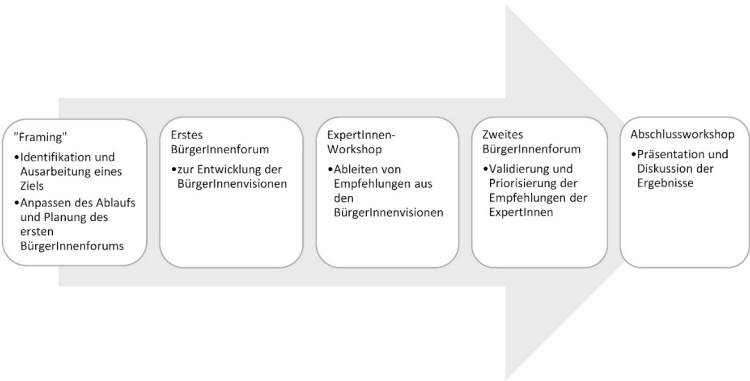 "Framing"
•Identifikation und
Ausarbeitung eines
Ziels
•Anpassen des Ablaufs
und Planung des
ersten
BürgerInnenforums
Erstes
BürgerInnenforum
•zur Entwicklung der
BürgerInnenvisionen
ExpertInnen-
Workshop
•Ableiten von
Empfehlungen aus
den
BürgerInnenvisionen
Zweites
BürgerInnenforum
•Validierung und
Priorisierung der
Empfehlungen der
ExpertInnen
Abschlussworkshop
•Präsentation und
Diskussion der
Ergebnisse